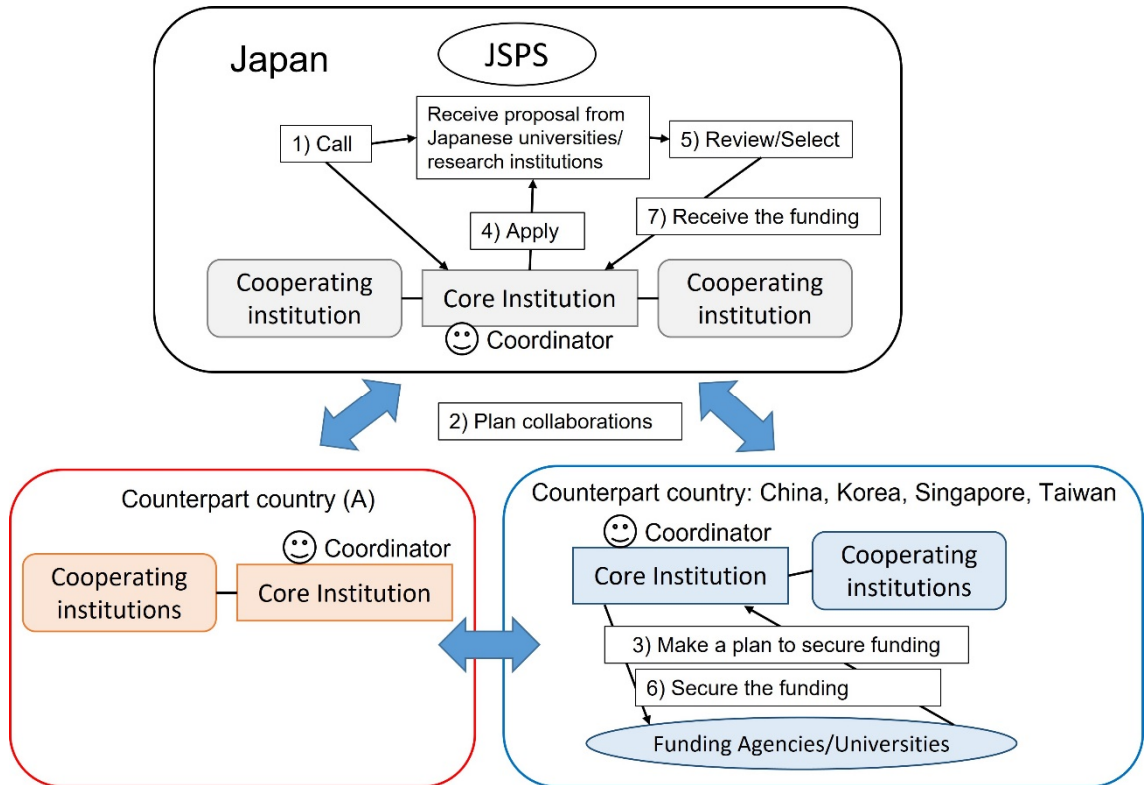 Japan
JSPS
1) Call
Receive proposal from
Japanese universities/
research institutions
5) Review/Select
4) Apply
7) Receive the funding
Cooperating
institution
Core Institution
Cooperating
institution
Coordinator
2) Plan collaborations
Counterpart country (A)
Coordinator
Cooperating
institutions
Core Institution
Counterpart country: China, Korea, Singapore, Taiwan
Coordinator
Core Institution
Cooperating
institutions
3) Make a plan to secure funding
6) Secure the funding
Funding Agencies/Universities